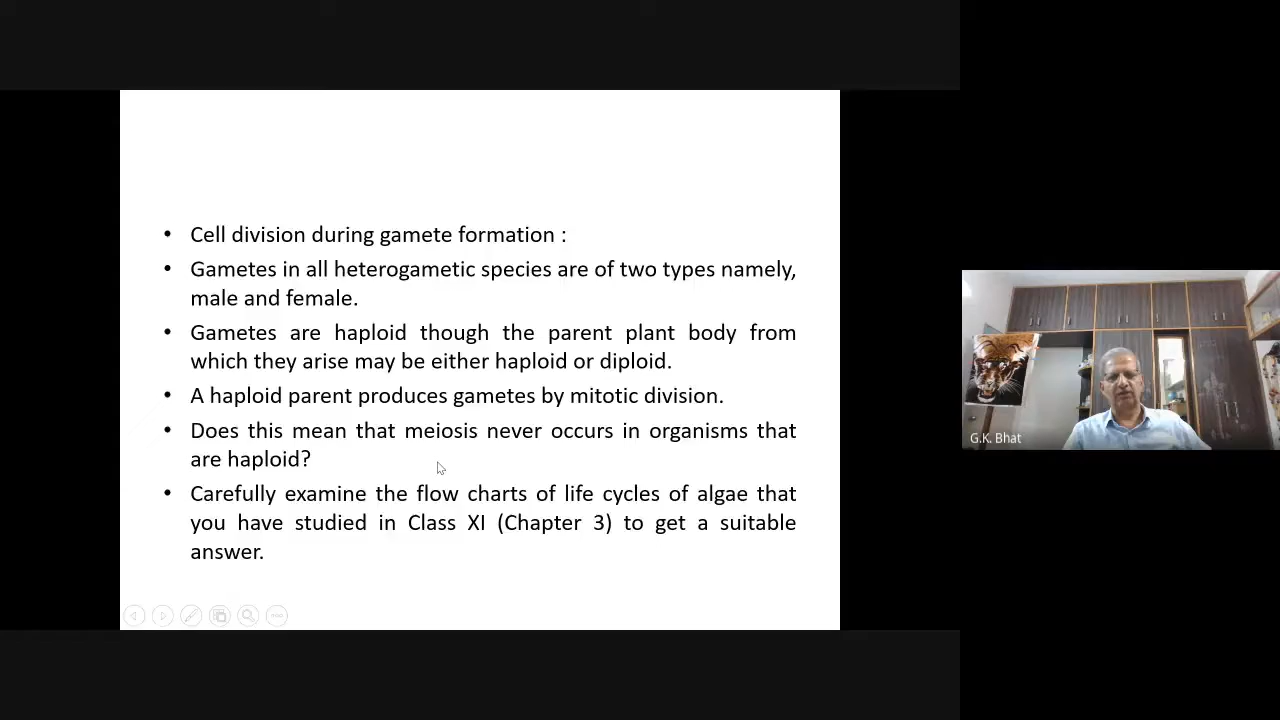 • Cell division during gamete formation :
• Gametes in all heterogametic species are of two types namely,
male and female.
• Gametes are haploid though the parent plant body from
which they arise may be either haploid or diploid.
• A haploid parent produces gametes by mitotic division.
• Does this mean that meiosis never occurs in organisms that
are haploid?
• Carefully examine the flow charts of life cycles of algae that
you have studied in Class XI (Chapter 3) to get a suitable
answer.
G.K. Bhat